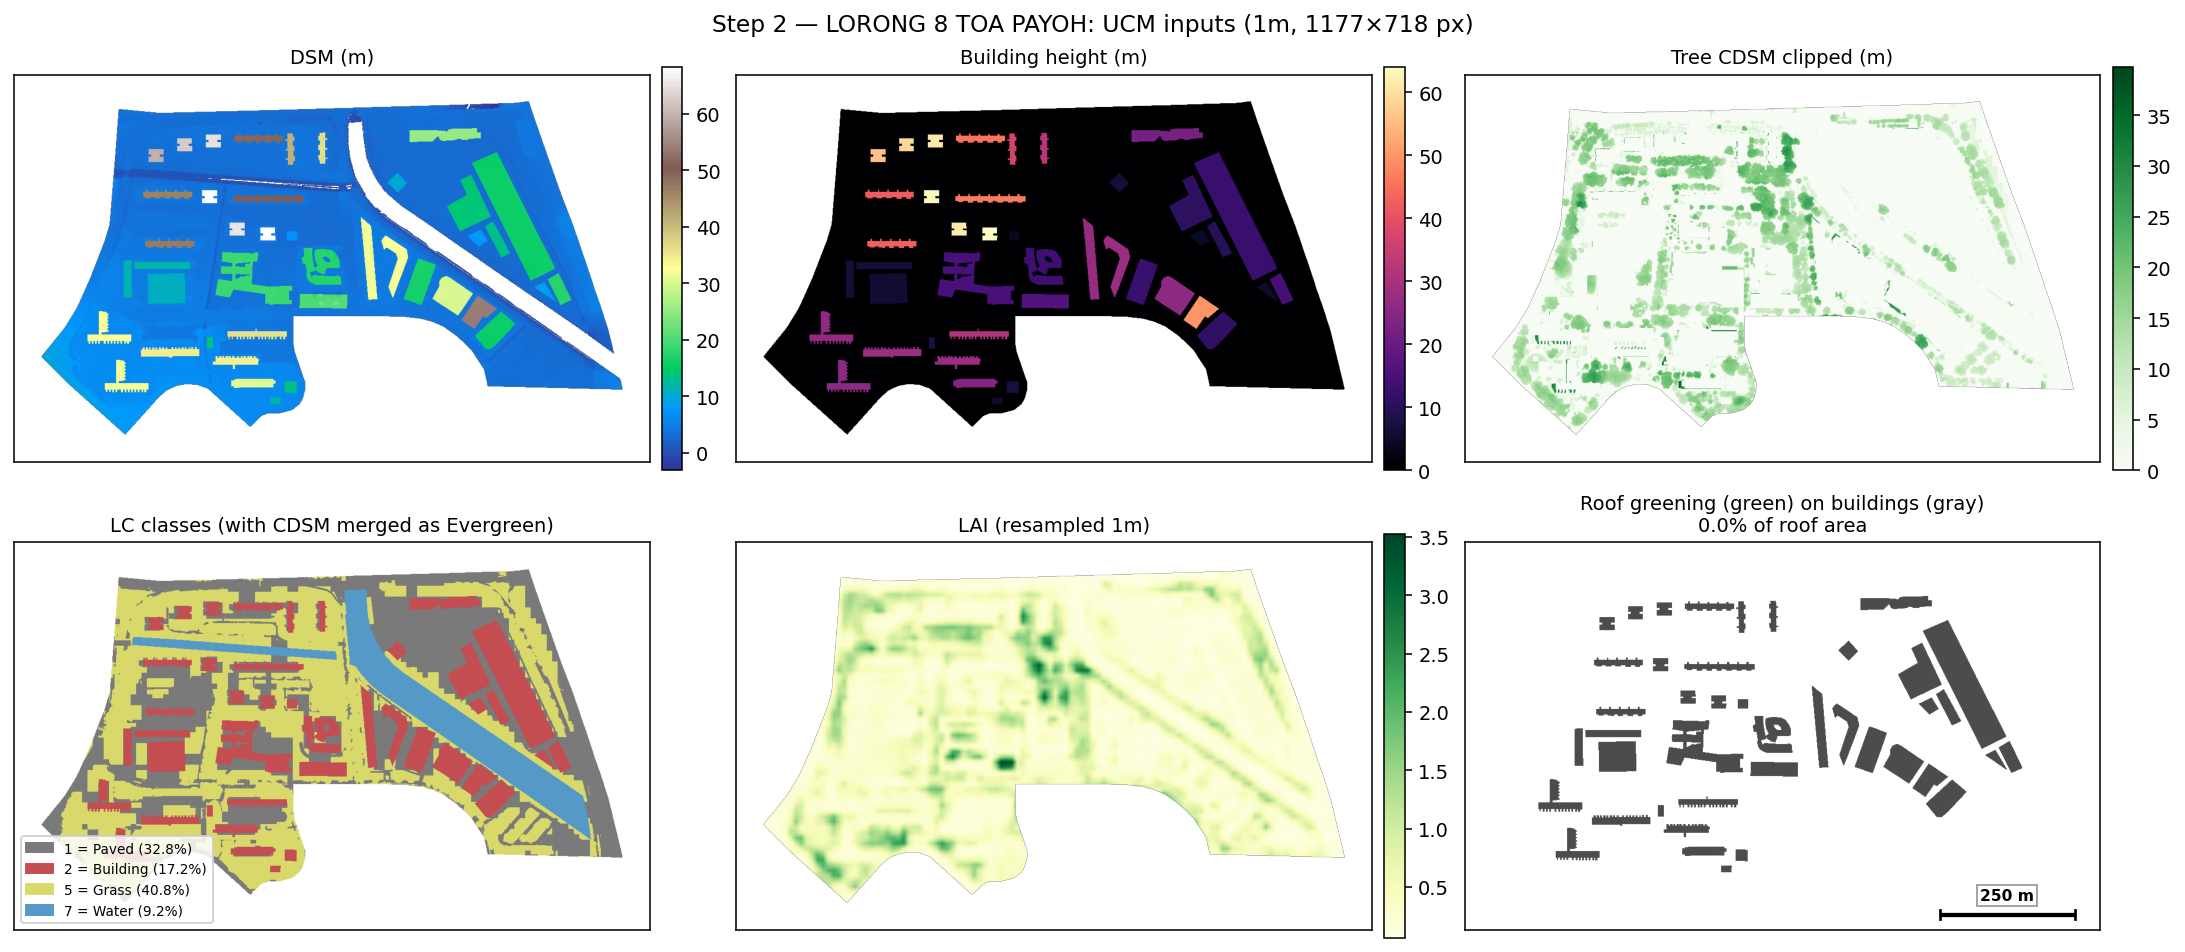 Step 2 — LORONG 8 TOA PAYOH: UCM inputs (1m, 1177×718 px)
DSM (m)
60
50
40
30
20
10
0
Building height (m)
60
50
40
30
20
10
0
Tree CDSM clipped (m)
35
30
25
20
15
10
5
0
LC classes (with CDSM merged as Evergreen)
1 = Paved (32.8%)
2 = Building (17.2%)
5 = Grass (40.8%)
7 = Water (9.2%)
LAI (resampled 1m)
3.5
3.0
2.5
2.0
1.5
1.0
0.5
Roof greening (green) on buildings (gray)
0.0% of roof area
250 m